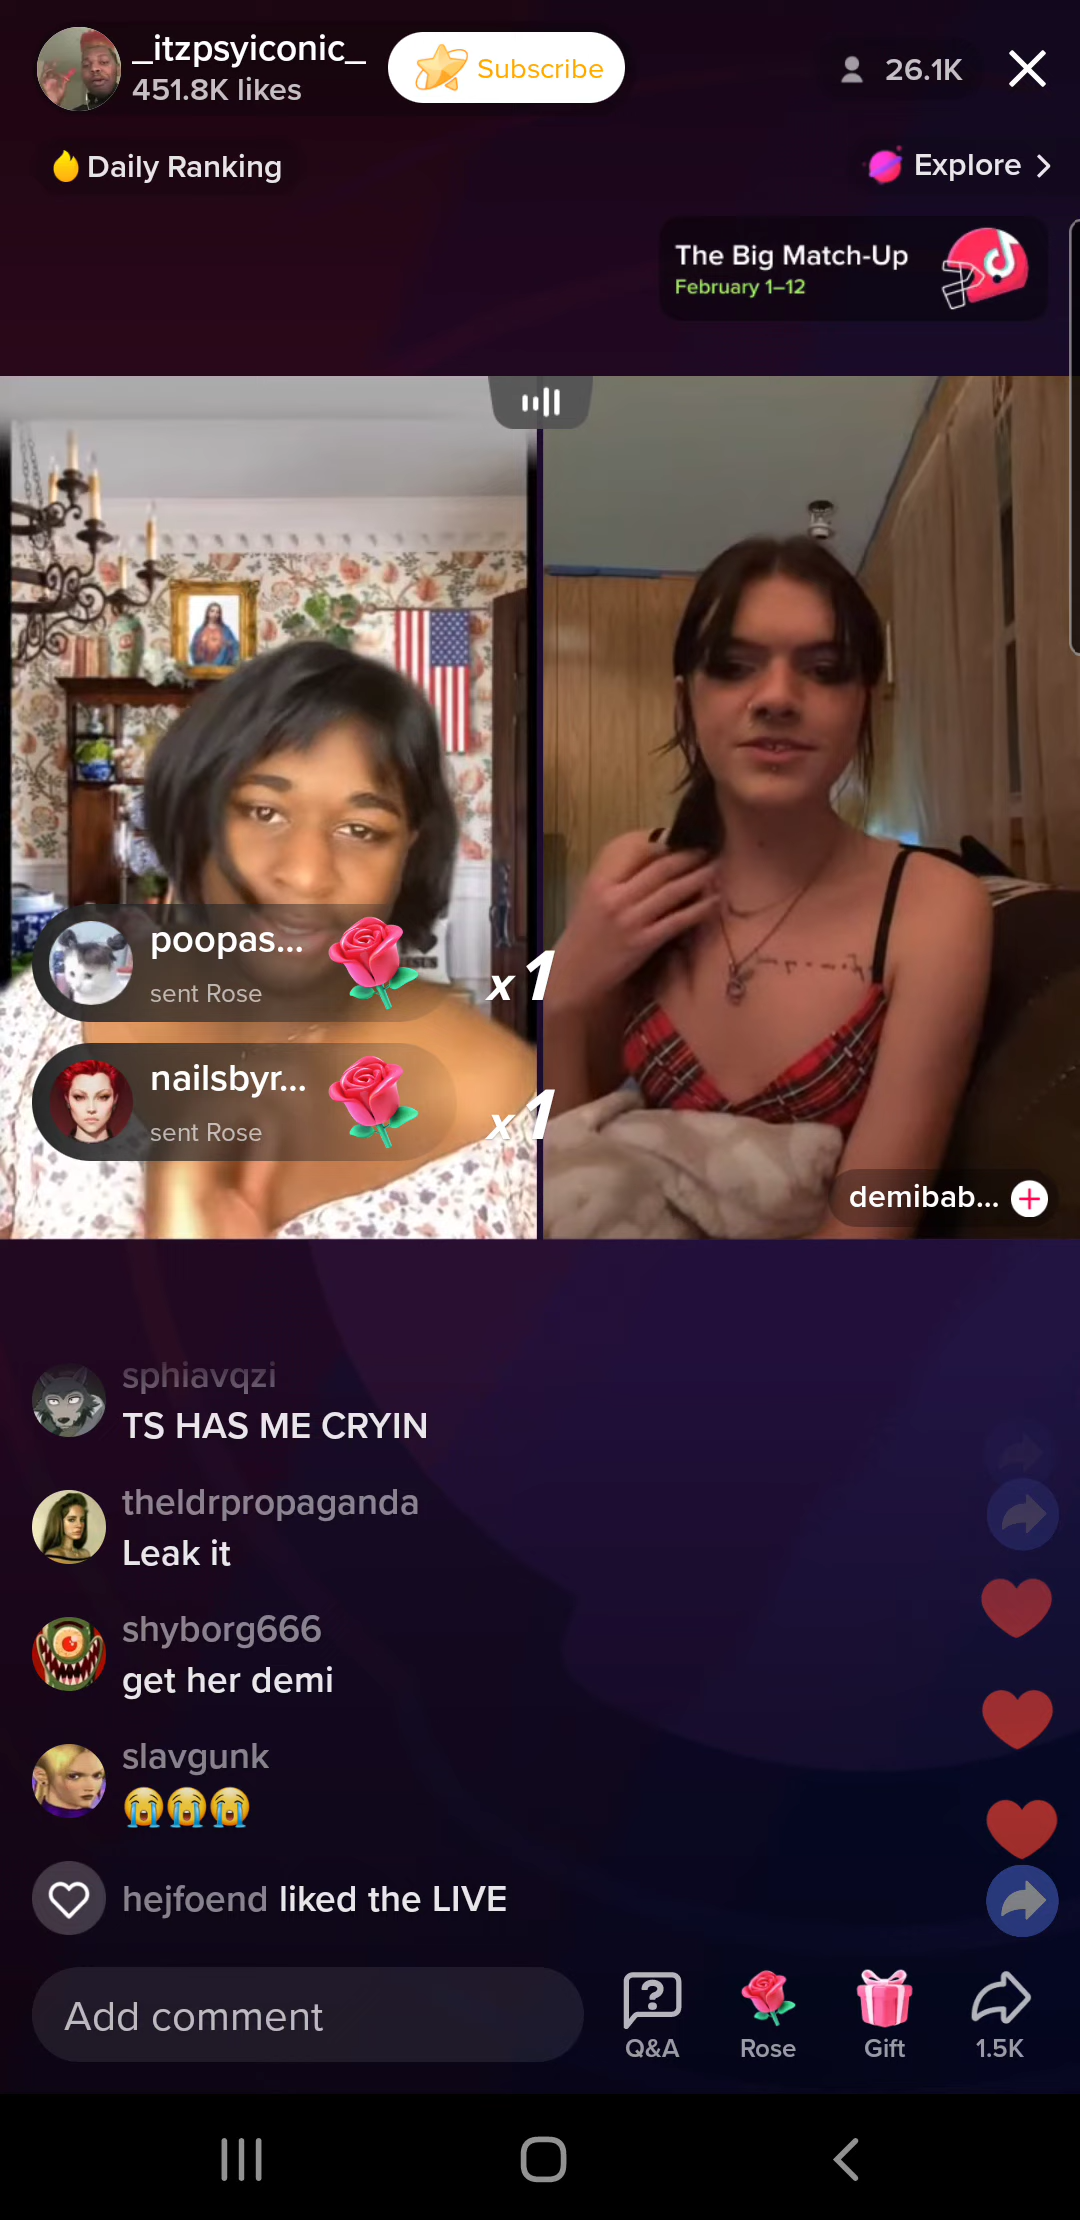 _itzpsyiconic_
451.8K likes
Subscribe
26.1K
Daily Ranking
Explore
The Big Match-Up
February 1–12
poopas...
sent Rose
x1
nailsbyr...
sent Rose
x1
demibab...
sphiavqzi
TS HAS ME CRYIN
theldrpropaganda
Leak it
shyborg666
get her demi
slavgunk
😭😭😭
hejfoend liked the LIVE
Add comment
Q&A
Rose
Gift
1.5K